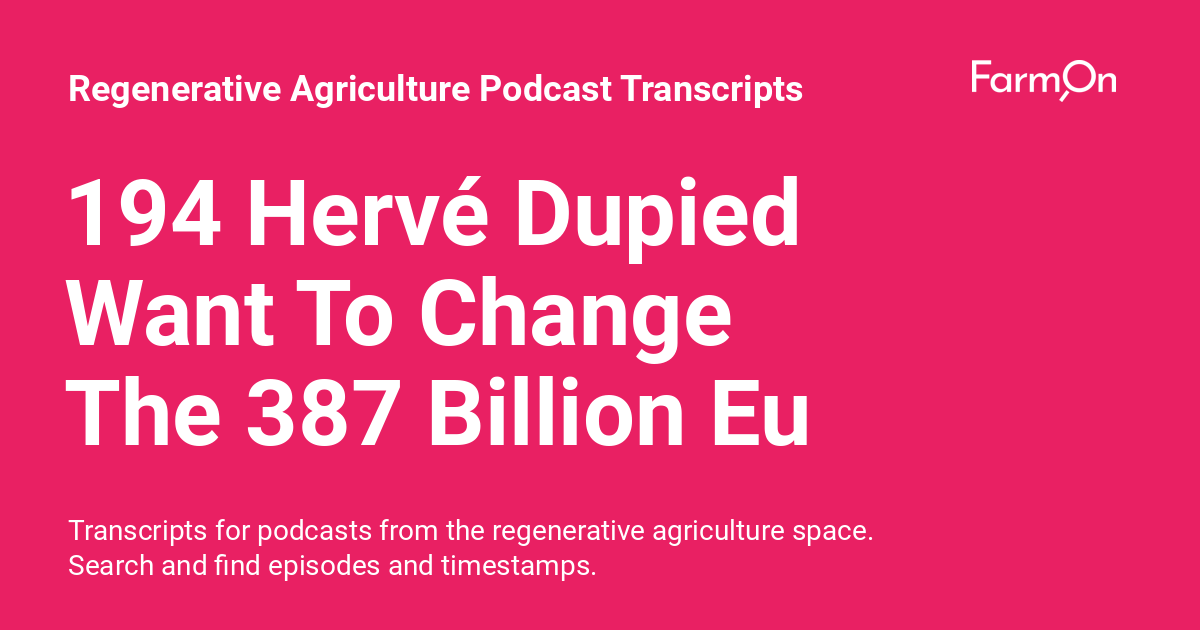 Regenerative Agriculture Podcast Transcripts
FarmOn
194 Hervé Dupied
Want To Change
The 387 Billion Eu
Transcripts for podcasts from the regenerative agriculture space.
Search and find episodes and timestamps.